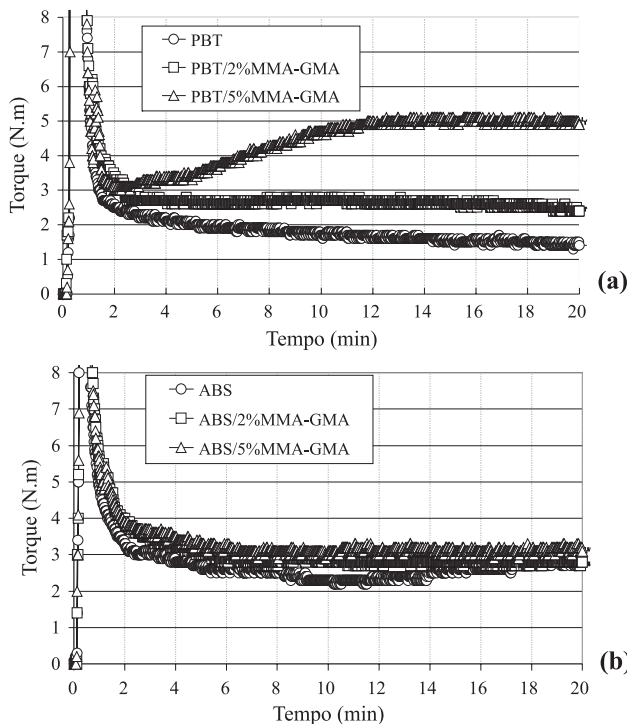 8
7
6
5
4
3
2
1
0
Torque (N.m)
PBT
PBT/2%MMA-GMA
PBT/5%MMA-GMA
0 2 4 6 8 10 12 14 16 18 20
Tempo (min)
(a)
8
7
6
5
4
3
2
1
0
Torque (N.m)
ABS
ABS/2%MMA-GMA
ABS/5%MMA-GMA
0 2 4 6 8 10 12 14 16 18 20
Tempo (min)
(b)